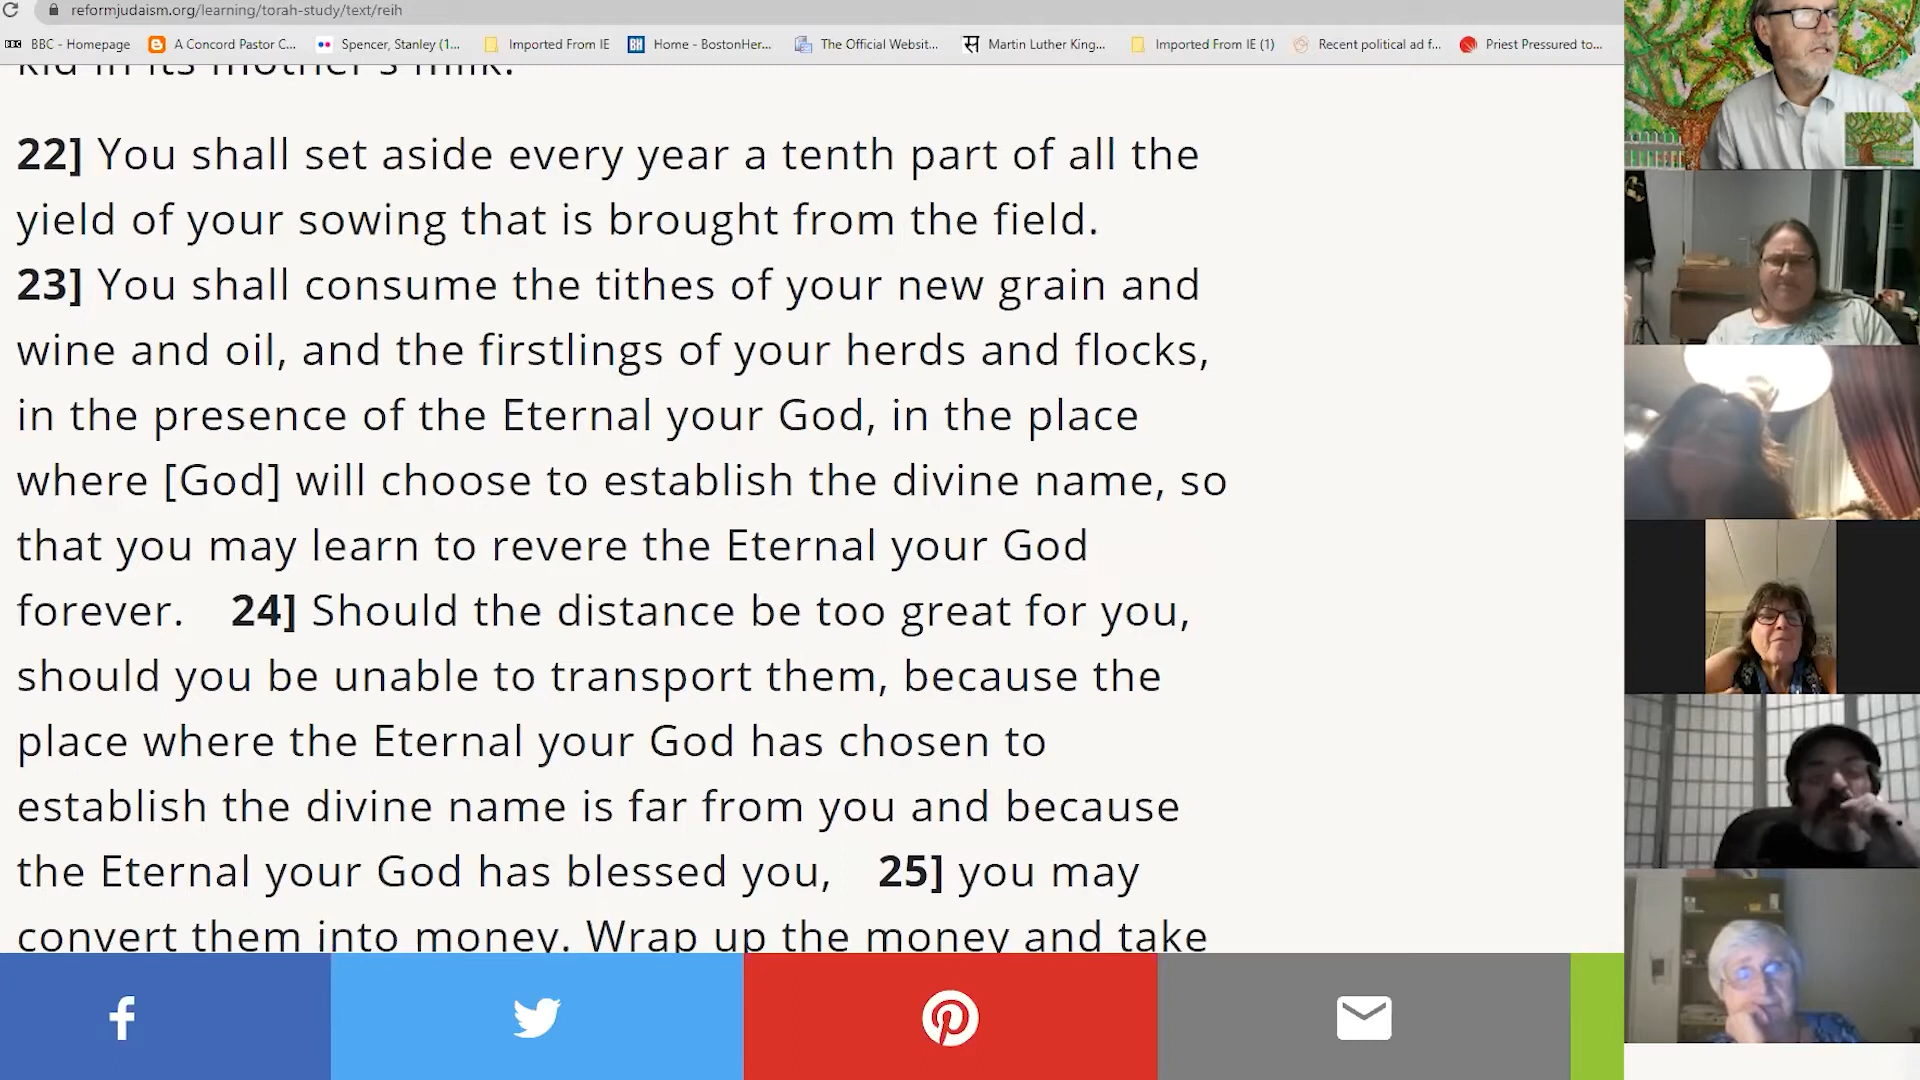 reformjudaism.org/learning/torah-study/text/reih
BBC BBC - Homepage A Concord Pastor C... Spencer, Stanley (1... Imported From IE BH Home - BostonHer... The Official Websit... Martin Luther King... Imported From IE (1) Recent political ad f... Priest Pressured to...
kid in its mother's milk.
22] You shall set aside every year a tenth part of all the
yield of your sowing that is brought from the field.
23] You shall consume the tithes of your new grain and
wine and oil, and the firstlings of your herds and flocks,
in the presence of the Eternal your God, in the place
where [God] will choose to establish the divine name, so
that you may learn to revere the Eternal your God
forever. 24] Should the distance be too great for you,
should you be unable to transport them, because the
place where the Eternal your God has chosen to
establish the divine name is far from you and because
the Eternal your God has blessed you, 25] you may
convert them into money. Wrap up the money and take